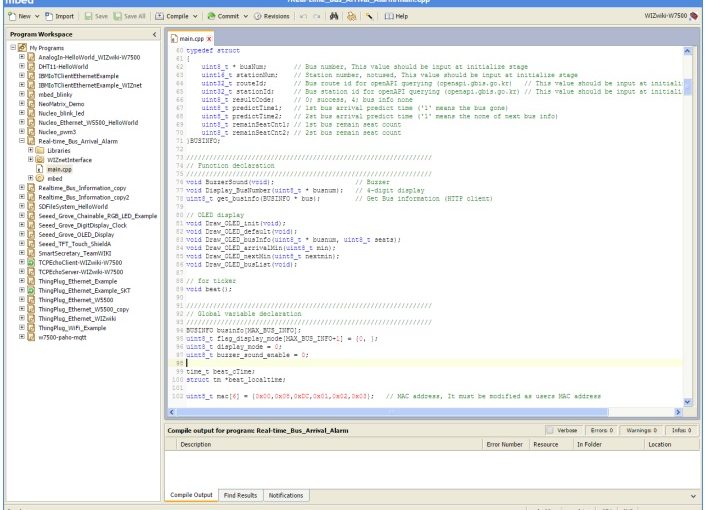 mbed
/Real-time_Bus_Arrival_Alarm/main.cpp
New Import Save Save All Compile Commit Revisions Help WIZwiki-W7500
Program Workspace
My Programs
AnalogIn-HelloWorld_WIZwiki-W7500
DHT11-HelloWorld
IBMIoTClientEthernetExample
IBMIoTClientEthernetExample_WIZnet
mbed_blinky
NeoMatrix_Demo
Nucleo_blink_led
Nucleo_Ethernet_W5500_HelloWorld
Nucleo_pwm3
Real-time_Bus_Arrival_Alarm
Libraries
WIZnetInterface
main.cpp
mbed
Realtime_Bus_Information_copy
Realtime_Bus_Information_copy2
SDFileSystem_HelloWorld
Seeed_Grove_Chainable_RGB_LED_Example
Seeed_Grove_DigitDisplay_Clock
Seeed_Grove_OLED_Display
Seeed_TFT_Touch_ShieldA
SmartSecretary_TeamWIKI
TCPEchoClient-WIZwiki-W7500
TCPEchoServer-WIZwiki-W7500
ThingPlug_Ethernet_Example
ThingPlug_Ethernet_Example_SKT
ThingPlug_Ethernet_W5500
ThingPlug_Ethernet_W5500_copy
ThingPlug_Ethernet_WIZwiki
ThingPlug_WiFi_Example
w7500-paho-mqtt
main.cpp x
60 typedef struct
61 {
62 uint8_t * busNum; // Bus number, This value should be input at initialize stage
63 uint16_t stationNum; // Station number, notused, This value should be input at initialize stage
64 uint32_t routeId; // Bus route id for openAPI querying (openapi.gbis.go.kr) // This value should be input at initiali
65 uint32_t stationId; // Bus station id for openAPI querying (openapi.gbis.go.kr) // This value should be input at initiali
66 uint8_t resultCode; // 0; success, 4; bus info none
67 uint8_t predictTime1; // 1st bus arrival predict time ('1' means the bus gone)
68 uint8_t predictTime2; // 2st bus arrival predict time ('1' means the none of next bus info)
69 uint8_t remainSeatCnt1; // 1st bus remain seat count
70 uint8_t remainSeatCnt2; // 2st bus remain seat count
71 }BUSINFO;
72
73 ////////////////////////////////////////////////////////////
74 // Function declaration
75 ////////////////////////////////////////////////////////////
76 void BuzzerSound(void); // Buzzer
77 void Display_BusNumber(uint8_t * busnum); // 4-digit display
78 uint8_t get_businfo(BUSINFO * bus); // Get Bus information (HTTP client)
79
80 // OLED display
81 void Draw_OLED_init(void);
82 void Draw_OLED_default(void);
83 void Draw_OLED_busInfo(uint8_t * busnum, uint8_t seats);
84 void Draw_OLED_arrivalMin(uint8_t min);
85 void Draw_OLED_nextMin(uint8_t nextmin);
86 void Draw_OLED_busList(void);
87
88 // for ticker
89 void beat();
90
91 ////////////////////////////////////////////////////////////
92 // Global variable declaration
93 ////////////////////////////////////////////////////////////
94 BUSINFO businfo[MAX_BUS_INFO];
95 uint8_t flag_display_mode[MAX_BUS_INFO+1] = {0, };
96 uint8_t display_mode = 0;
97 uint8_t buzzer_sound_enable = 0;
98
99 time_t beat_cTime;
100 struct tm *beat_localtime;
101
102 uint8_t mac[6] = {0x00,0x08,0xDC,0x01,0x02,0x03}; // MAC address, It must be modified as users MAC address
Compile output for program: Real-time_Bus_Arrival_Alarm
Verbose Errors: 0 Warnings: 0 Infos: 0
Description Error Number Resource In Folder Location
Compile Output Find Results Notifications